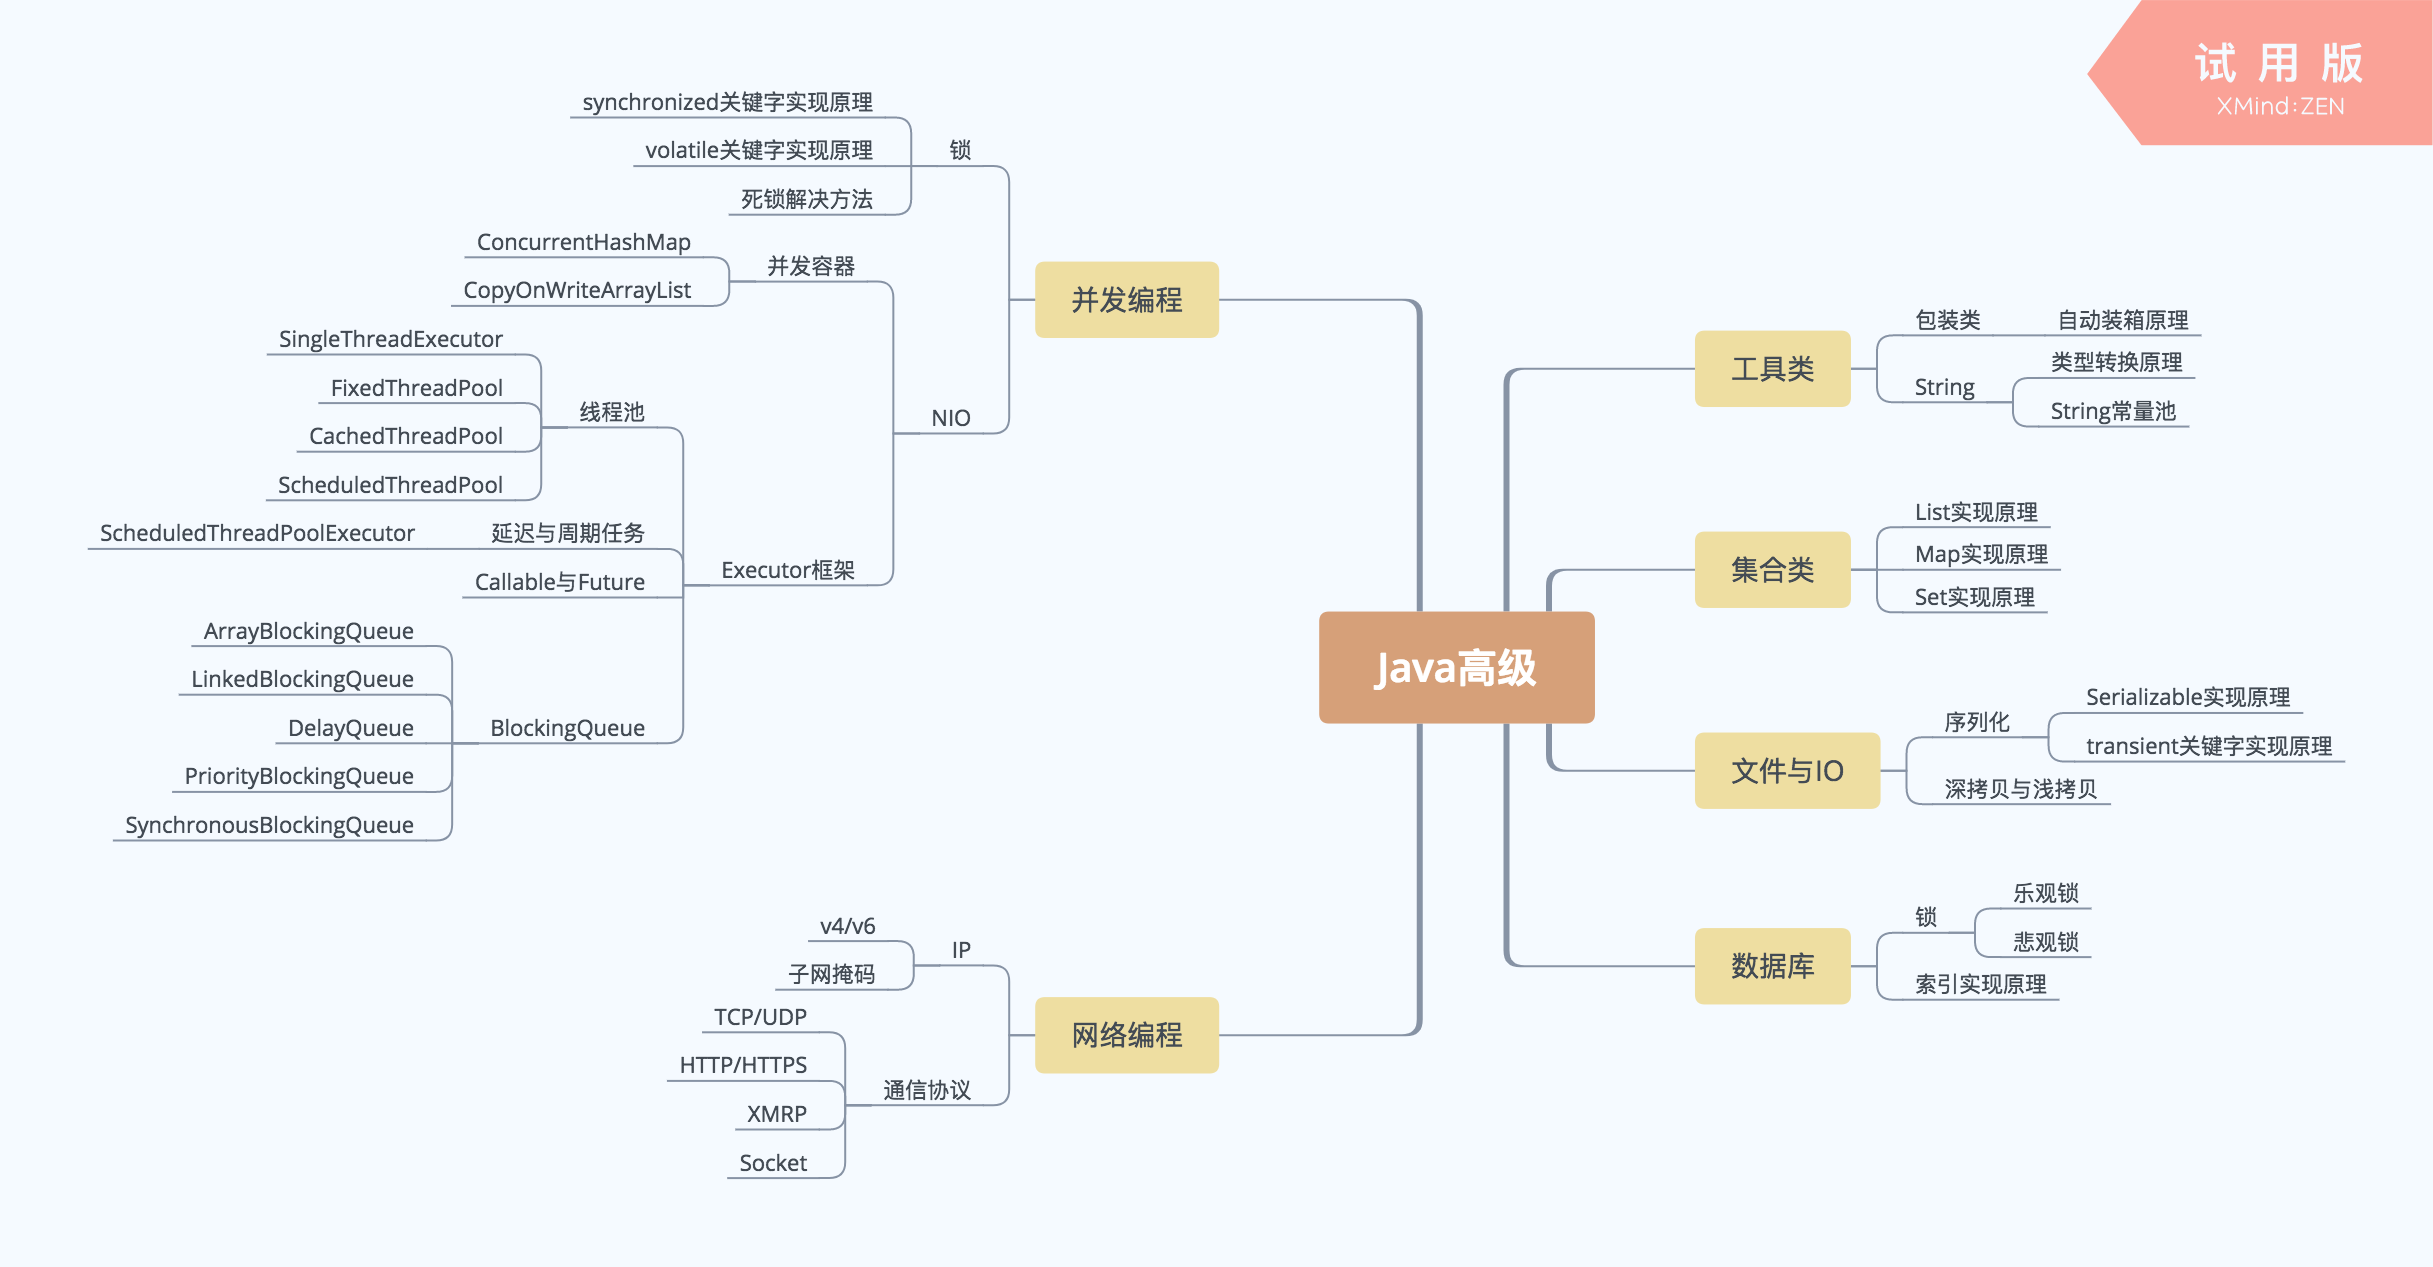 试用版
XMind:ZEN
Java高级
工具类
包装类
自动装箱原理
String
类型转换原理
String常量池
集合类
List实现原理
Map实现原理
Set实现原理
文件与IO
序列化
Serializable实现原理
transient关键字实现原理
深拷贝与浅拷贝
数据库
锁
乐观锁
悲观锁
索引实现原理
并发编程
锁
synchronized关键字实现原理
volatile关键字实现原理
死锁解决方法
NIO
并发容器
ConcurrentHashMap
CopyOnWriteArrayList
Executor框架
线程池
SingleThreadExecutor
FixedThreadPool
CachedThreadPool
ScheduledThreadPool
延迟与周期任务
ScheduledThreadPoolExecutor
Callable与Future
BlockingQueue
ArrayBlockingQueue
LinkedBlockingQueue
DelayQueue
PriorityBlockingQueue
SynchronousBlockingQueue
网络编程
IP
v4/v6
子网掩码
通信协议
TCP/UDP
HTTP/HTTPS
XMRP
Socket